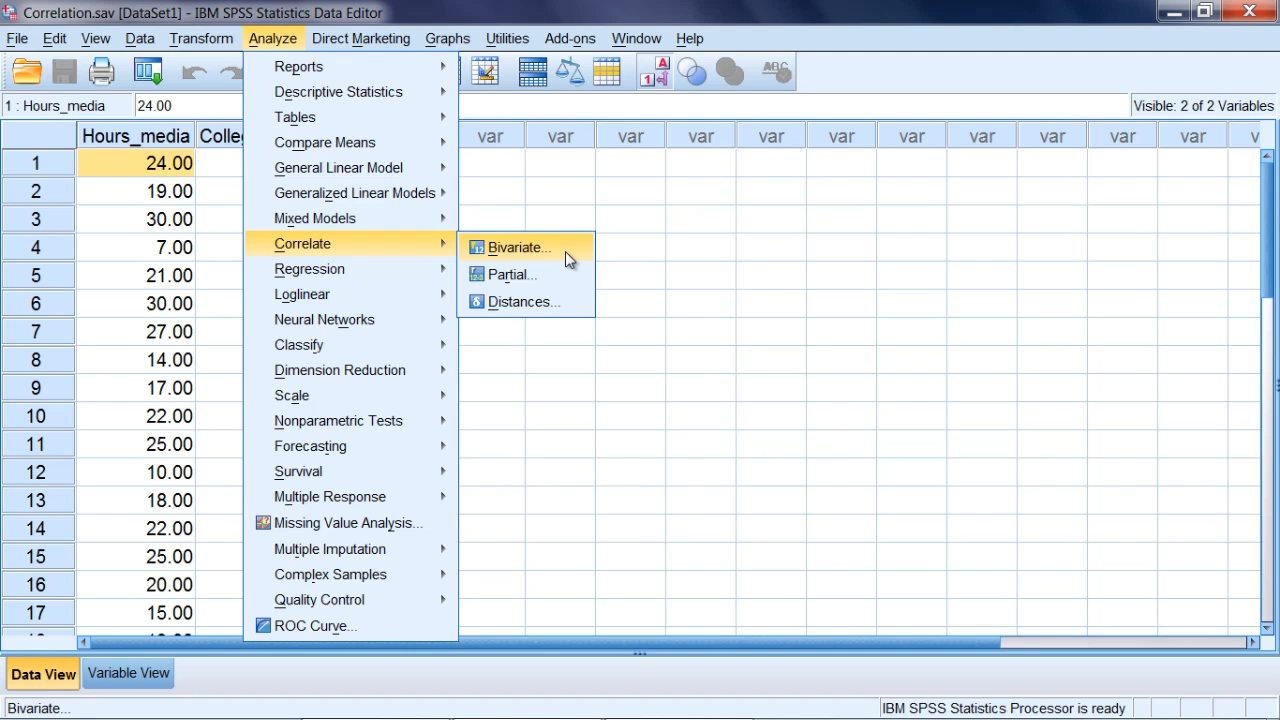 Correlation.sav [DataSet1] - IBM SPSS Statistics Data Editor
File Edit View Data Transform Analyze Direct Marketing Graphs Utilities Add-ons Window Help
A
1
ABC
1 : Hours_media 24.00 Visible: 2 of 2 Variables
Hours_media Colle var var var var var var var var var var var v
1 24.00
2 19.00
3 30.00
4 7.00
5 21.00
6 30.00
7 27.00
8 14.00
9 17.00
10 22.00
11 25.00
12 10.00
13 18.00
14 22.00
15 25.00
16 20.00
17 15.00
Reports
Descriptive Statistics
Tables
Compare Means
General Linear Model
Generalized Linear Models
Mixed Models
Correlate
Regression
Loglinear
Neural Networks
Classify
Dimension Reduction
Scale
Nonparametric Tests
Forecasting
Survival
Multiple Response
Missing Value Analysis...
Multiple Imputation
Complex Samples
Quality Control
ROC Curve...
Bivariate...
Partial...
Distances...
Data View Variable View
Bivariate... IBM SPSS Statistics Processor is ready